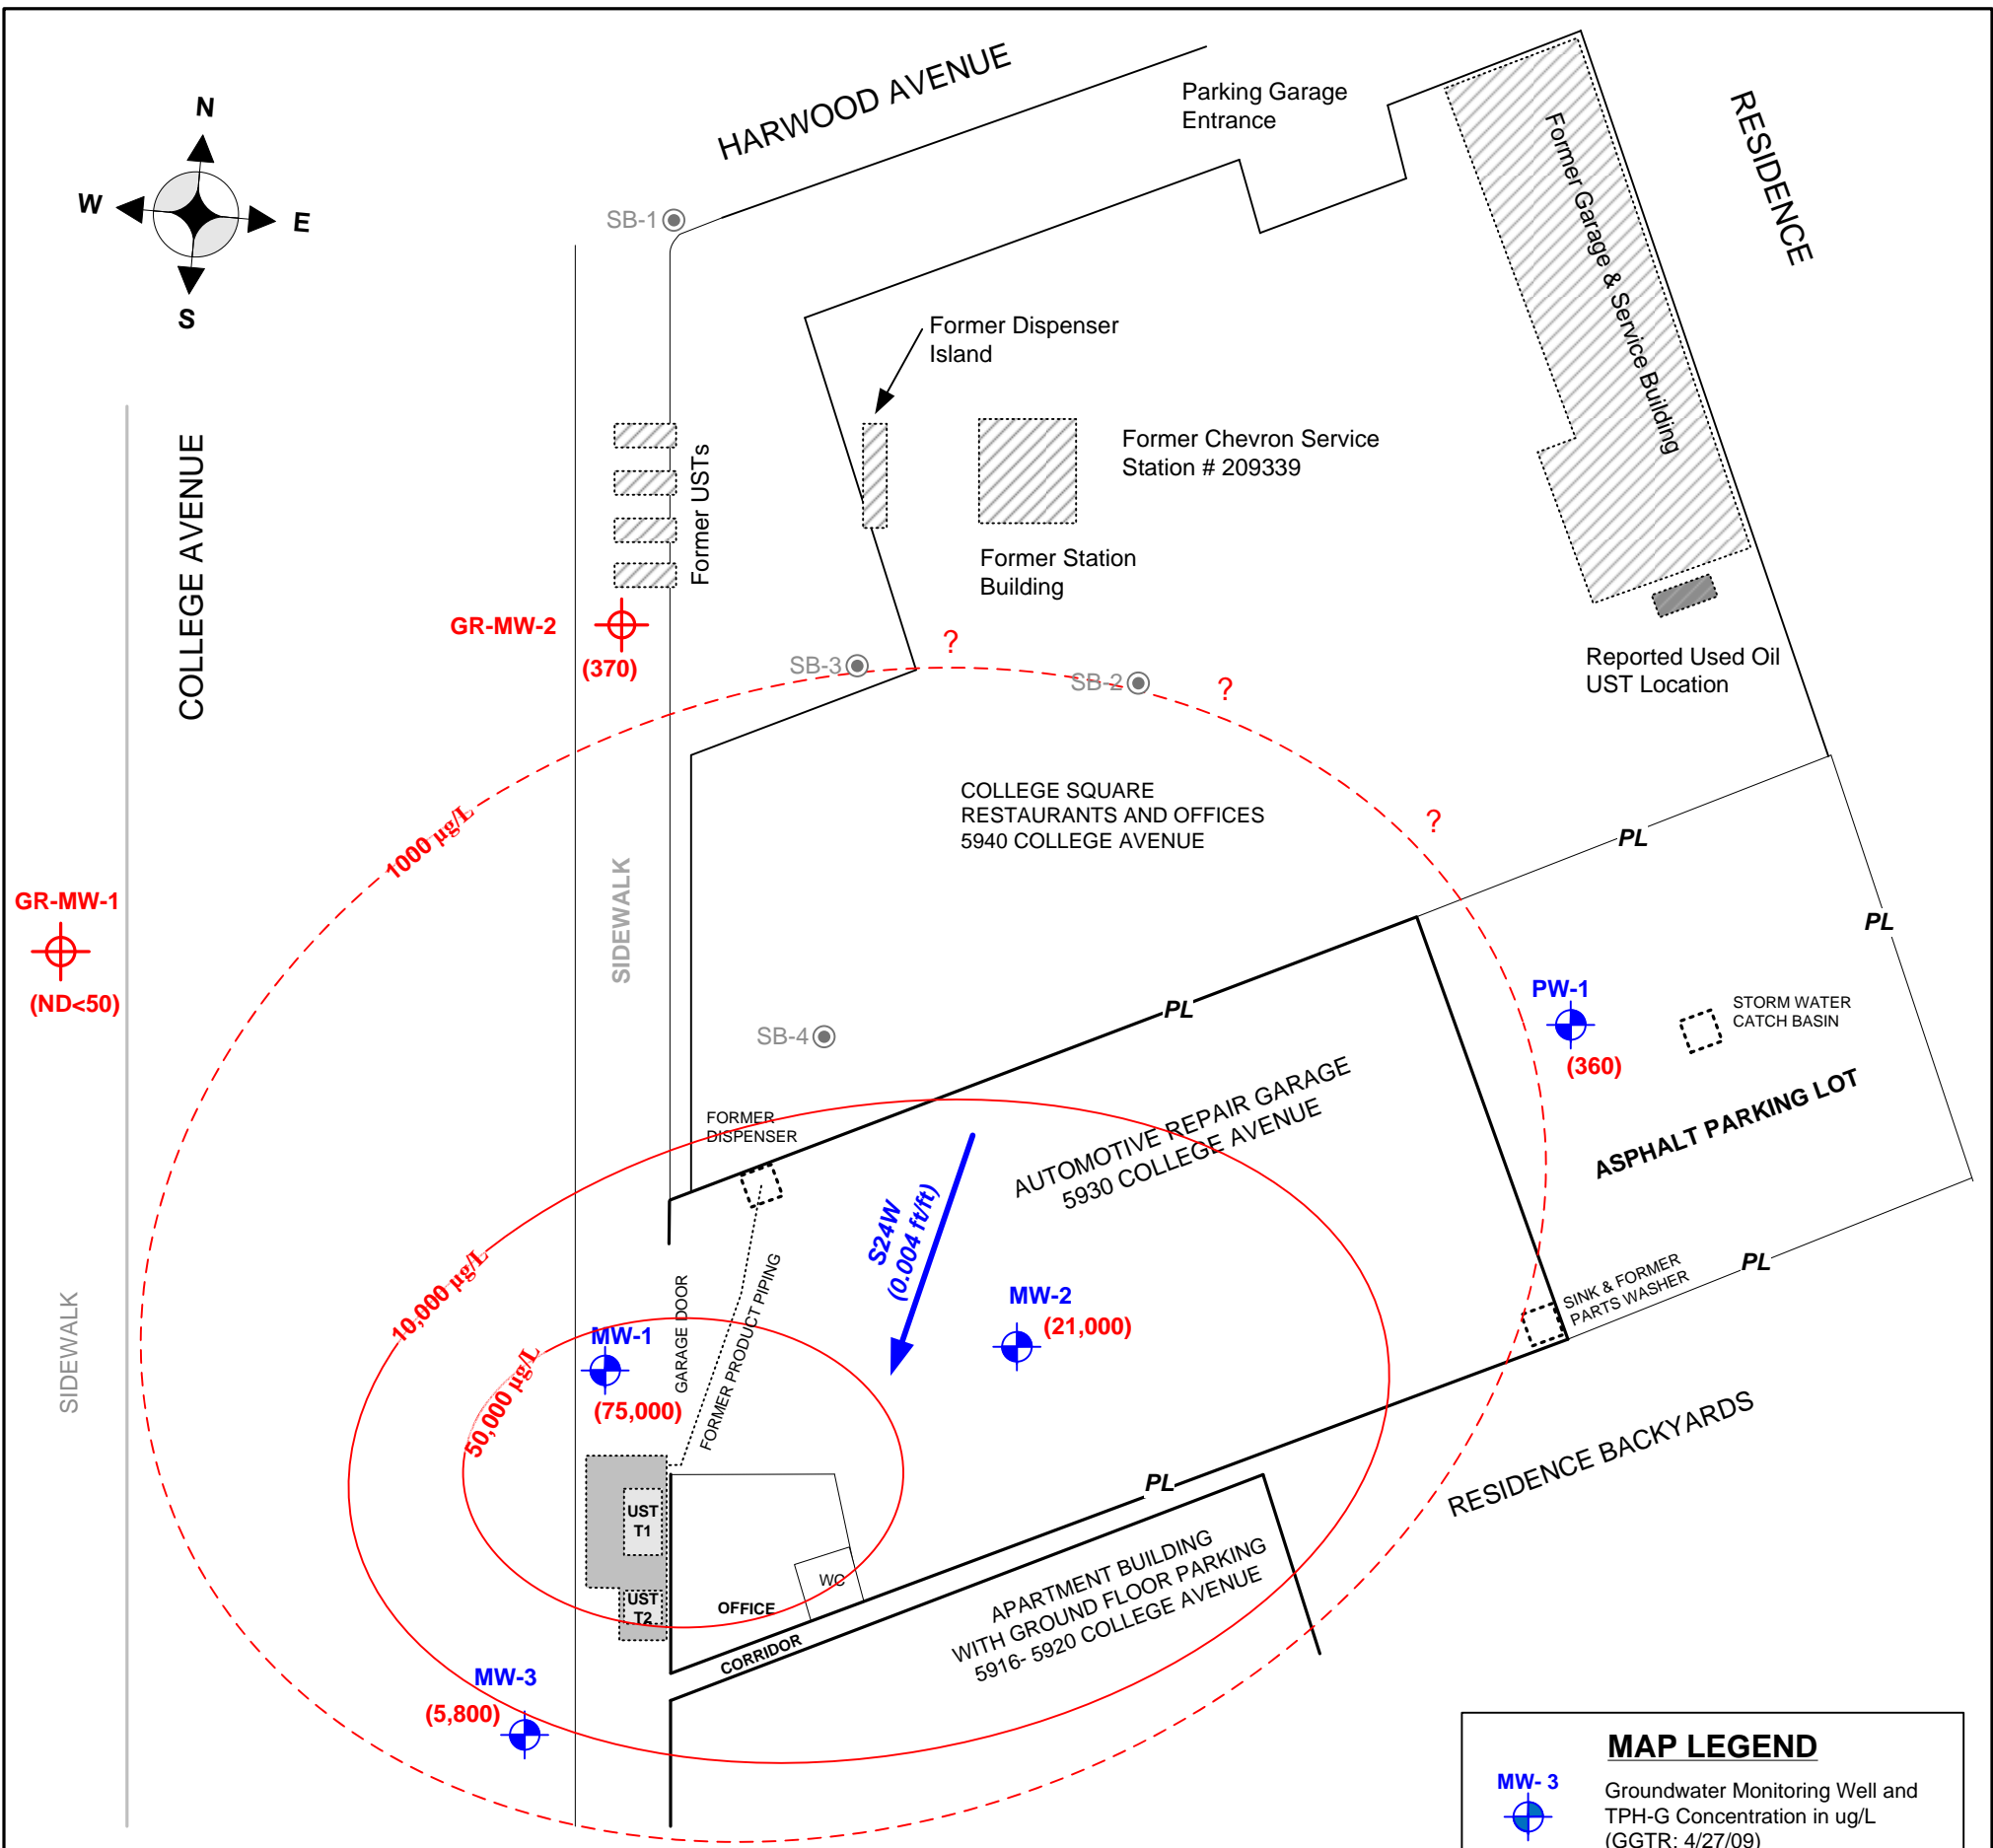 HARWOOD AVENUE
Parking Garage
Entrance
RESIDENCE
N
W
E
S
SB-1
Former Garage & Service Building
Former Dispenser
Island
COLLEGE AVENUE
Former USTs
Former Chevron Service
Station # 209339
Former Station
Building
GR-MW-2
(370)
SB-3
?
SB-2
?
Reported Used Oil
UST Location
COLLEGE SQUARE
RESTAURANTS AND OFFICES
5940 COLLEGE AVENUE
?
PL
1000 µg/L
GR-MW-1
(ND<50)
SIDEWALK
PL
PL
PW-1
(360)
STORM WATER
CATCH BASIN
SB-4
ASPHALT PARKING LOT
FORMER
DISPENSER
AUTOMOTIVE REPAIR GARAGE
5930 COLLEGE AVENUE
S24W
(0.004 ft/ft)
10,000 µg/L
GARAGE DOOR
FORMER PRODUCT PIPING
PL
SINK & FORMER
PARTS WASHER
SIDEWALK
MW-2
(21,000)
MW-1
(75,000)
50,000 µg/L
RESIDENCE BACKYARDS
PL
UST
T1
UST
T2
WC
OFFICE
CORRIDOR
APARTMENT BUILDING
WITH GROUND FLOOR PARKING
5916- 5920 COLLEGE AVENUE
MW-3
(5,800)
MAP LEGEND
MW- 3
Groundwater Monitoring Well and
TPH-G Concentration in ug/L
(GGTR: 4/27/09)